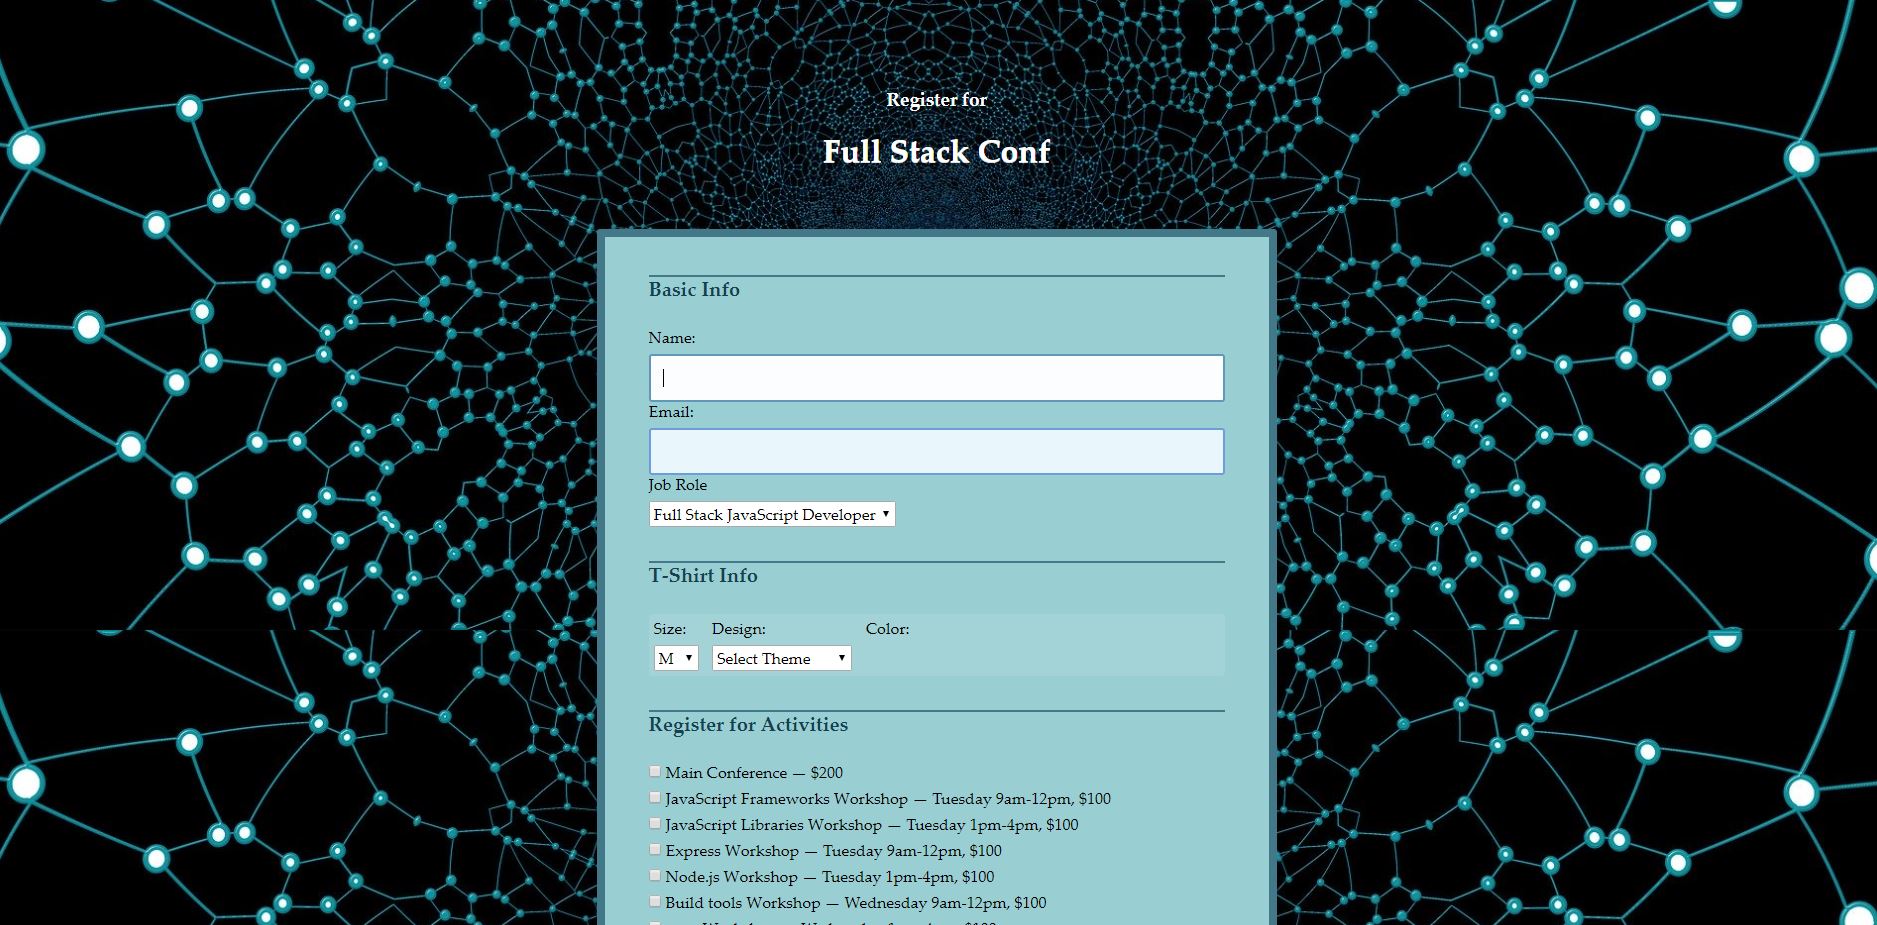 Register for
Full Stack Conf
Basic Info
Name:
Email:
Job Role
Full Stack JavaScript Developer
T-Shirt Info
Size: Design: Color:
M Select Theme
Register for Activities
Main Conference — $200
JavaScript Frameworks Workshop — Tuesday 9am-12pm, $100
JavaScript Libraries Workshop — Tuesday 1pm-4pm, $100
Express Workshop — Tuesday 9am-12pm, $100
Node.js Workshop — Tuesday 1pm-4pm, $100
Build tools Workshop — Wednesday 9am-12pm, $100